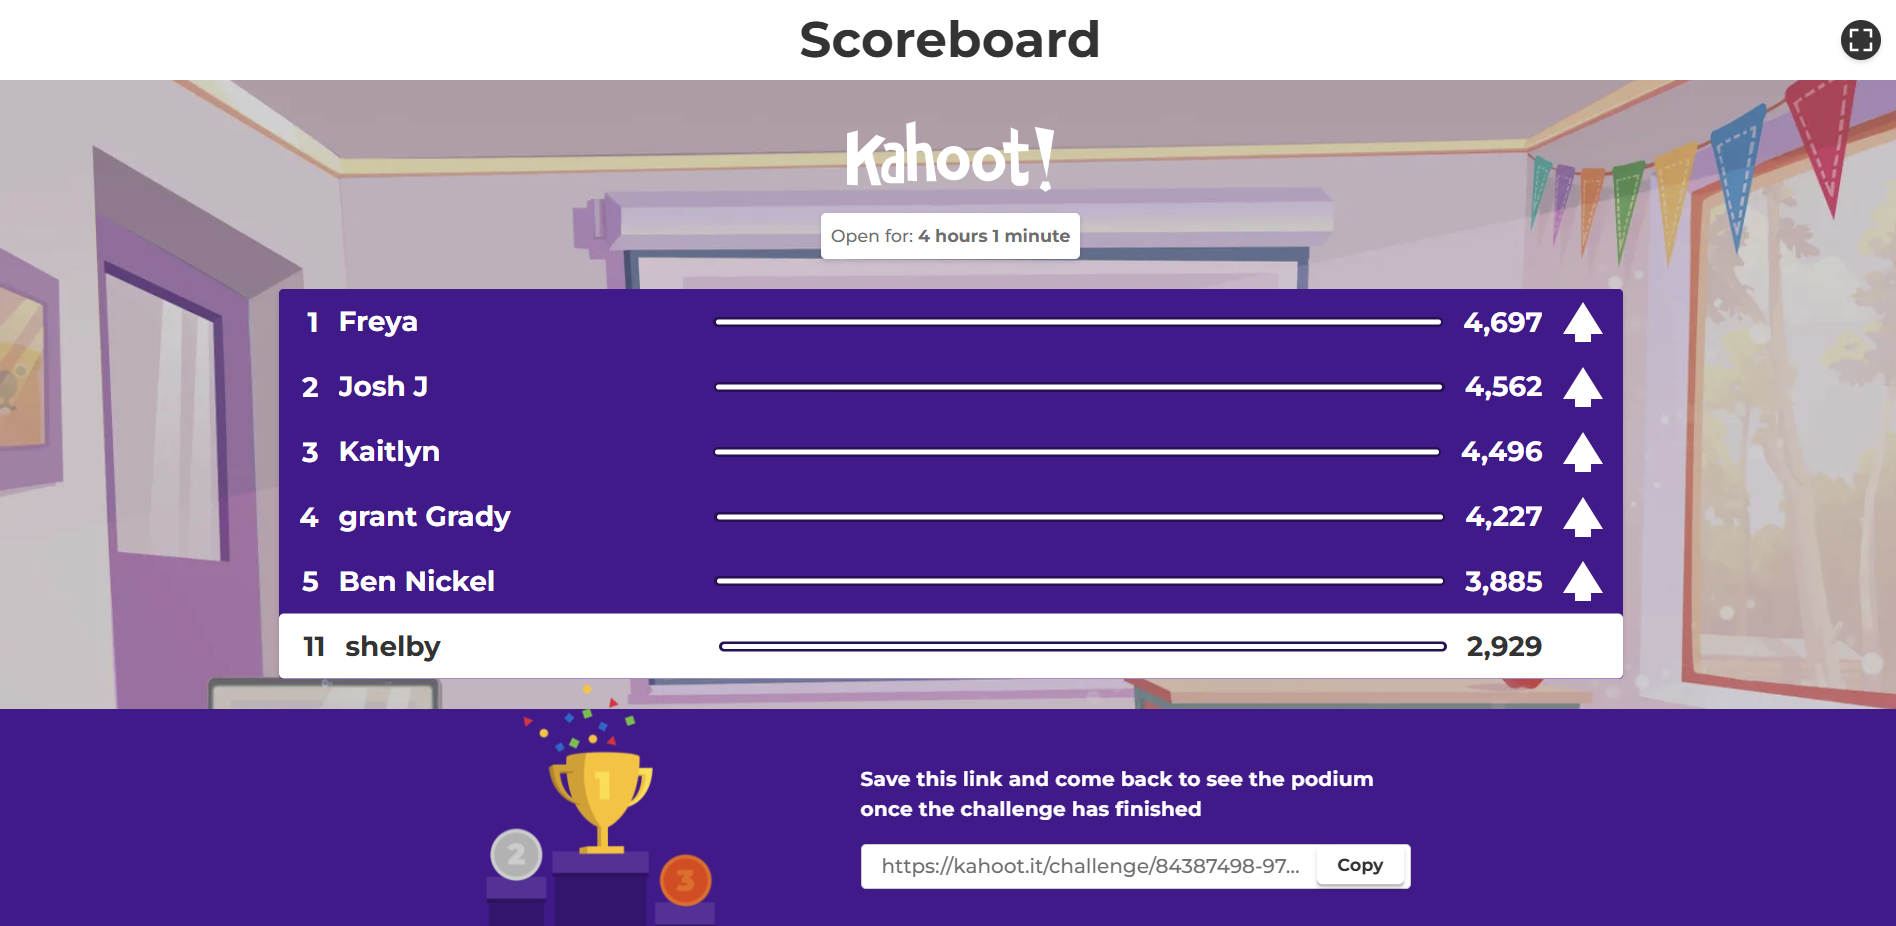 Scoreboard
Kahoot!
Open for: 4 hours 1 minute
1 Freya 4,697
2 Josh J 4,562
3 Kaitlyn 4,496
4 grant Grady 4,227
5 Ben Nickel 3,885
11 shelby 2,929
1
2
3
Save this link and come back to see the podium
once the challenge has finished
https://kahoot.it/challenge/84387498-97... Copy